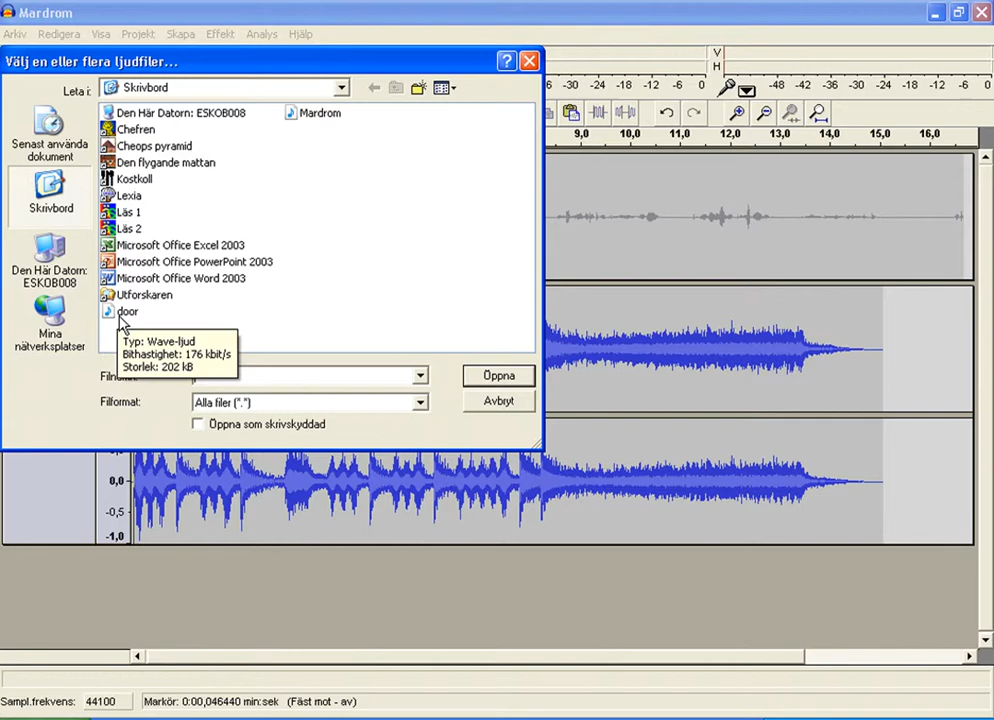 Mardrom
Arkiv Redigera Visa Projekt Skapa Effekt Analys Hjälp
Välj en eller flera ljudfiler...
Leta i: Skrivbord
Senast använda
dokument
Skrivbord
Den Här Datorn:
ESKOB008
Mina
nätverksplatser
Den Här Datorn: ESKOB008
Chefren
Cheops pyramid
Den flygande mattan
Kostkoll
Lexia
Läs 1
Läs 2
Microsoft Office Excel 2003
Microsoft Office PowerPoint 2003
Microsoft Office Word 2003
Utforskaren
door
Mardrom
Typ: Wave-ljud
Bithastighet: 176 kbit/s
Storlek: 202 kB
Öppna
Filformat: Alla filer (*.*)
Avbryt
Öppna som skrivskyddad
V
H
-30 -24 -18 -12 -6 0
-48 -42 -36 -30 -24 -18 -12 -6
9,0 10,0 11,0 12,0 13,0 14,0 15,0 16,0
0,0
-0,5
-1,0
Sampl.frekvens: 44100 Markör: 0:00,046440 min:sek (Fäst mot - av)